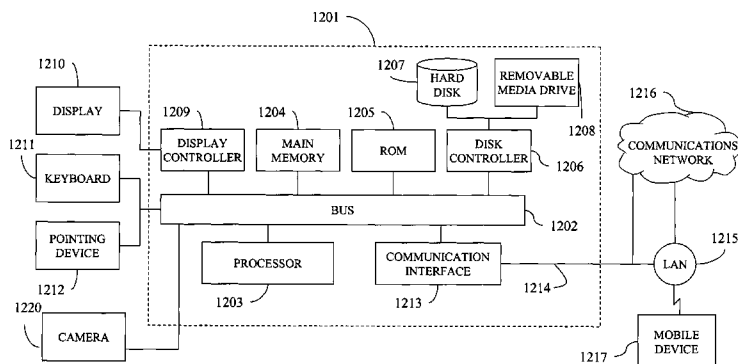 1201
1210
1207
HARD
DISK
REMOVABLE
MEDIA DRIVE
1208
1216
DISPLAY
1209
1204
1205
1211
DISPLAY
CONTROLLER
MAIN
MEMORY
ROM
DISK
CONTROLLER
1206
COMMUNICATIONS
NETWORK
KEYBOARD
BUS
1202
POINTING
DEVICE
1212
PROCESSOR
1203
COMMUNICATION
INTERFACE
1213
1214
LAN
1215
1220
CAMERA
MOBILE
DEVICE
1217